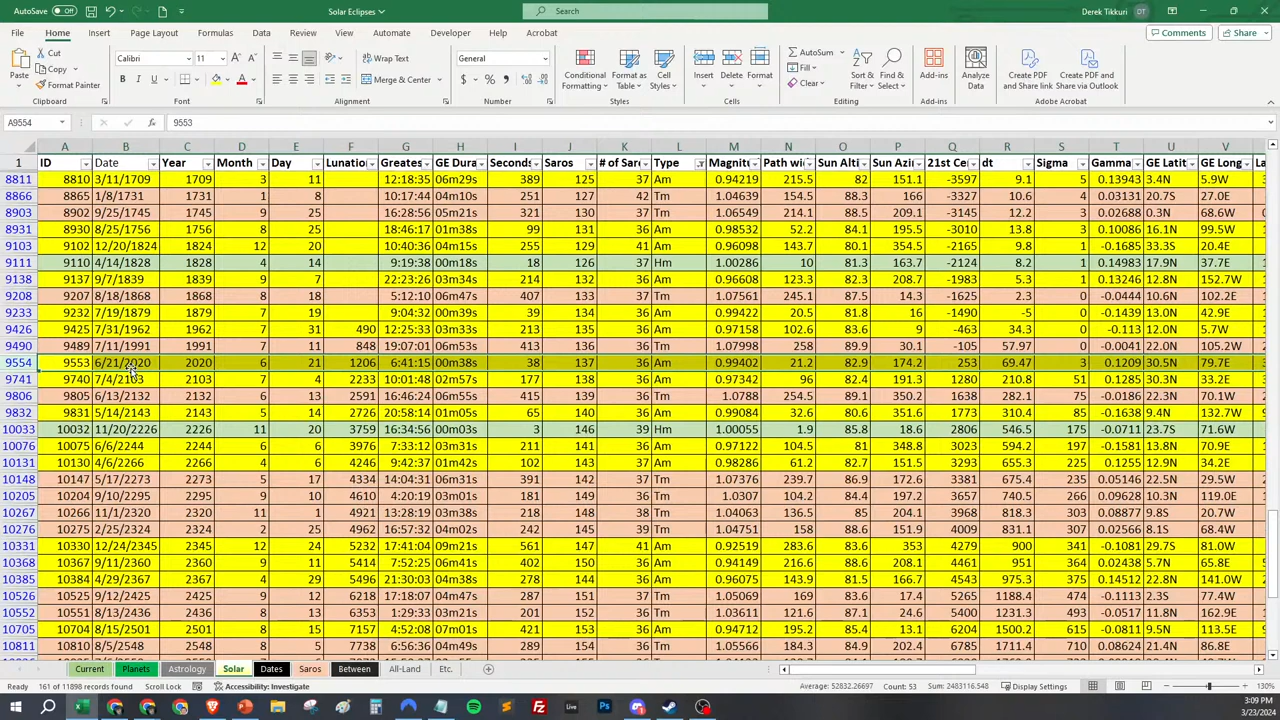 AutoSave Off Solar Eclipses Search Derek Tikkuri DT
File Home Insert Page Layout Formulas Data Review View Automate Developer Help Acrobat Comments Share
Cut Calibri 11 Wrap Text General AutoSum
Paste Copy Format Painter Merge & Center Conditional Formatting Format as Table Cell Styles Insert Delete Format Fill Clear Sort & Filter Find & Select Add-ins Analyze Data Create PDF and Share link Create PDF and Share via Outlook
Clipboard Font Alignment Number Styles Cells Editing Add-ins Adobe Acrobat
A9554 9553
A B C D E F G H I J K L M N O P Q R S T U V
1 ID Date Year Month Day Lunatio Greates GE Dura Seconds Saros # of Saro Type Magnitu Path wi Sun Alti Sun Azi 21st Ce dt Sigma Gamma GE Latit GE Long La
8811 8810 3/11/1709 1709 3 11 12:18:35 06m29s 389 125 37 Am 0.94219 215.5 82 151.1 -3597 9.1 5 0.13943 3.4N 5.9W
8866 8865 1/8/1731 1731 1 8 10:17:44 04m10s 251 127 42 Tm 1.04639 154.5 88.3 166 -3327 10.6 4 0.03131 20.7S 27.0E
8903 8902 9/25/1745 1745 9 25 16:28:56 05m21s 321 130 37 Tm 1.06549 214.1 88.5 209.1 -3145 12.2 3 0.02688 0.3N 68.6W
8931 8930 8/25/1756 1756 8 25 18:46:17 01m38s 99 131 36 Am 0.98532 52.2 84.1 195.5 -3010 13.8 3 0.10086 16.1N 99.5W
9103 9102 12/20/1824 1824 12 20 10:40:36 04m15s 255 129 41 Am 0.96098 143.7 80.1 354.5 -2165 9.8 1 -0.1685 33.3S 20.4E
9111 9110 4/14/1828 1828 4 14 9:19:38 00m18s 18 126 37 Hm 1.00286 10 81.3 163.7 -2124 8.2 1 0.14983 17.9N 37.7E
9138 9137 9/7/1839 1839 9 7 22:23:26 03m34s 214 132 36 Am 0.96608 123.3 82.3 208.7 -1983 5.3 1 0.13246 12.8N 152.7W
9208 9207 8/18/1868 1868 8 18 5:12:10 06m47s 407 133 37 Tm 1.07561 245.1 87.5 14.3 -1625 2.3 0 -0.0444 10.6N 102.2E
9233 9232 7/19/1879 1879 7 19 9:04:32 00m39s 39 134 36 Am 0.99422 20.5 81.8 16 -1490 -5 0 -0.1439 13.0N 42.9E
9426 9425 7/31/1962 1962 7 31 490 12:25:33 03m33s 213 135 36 Am 0.97158 102.6 83.6 9 -463 34.3 0 -0.113 12.0N 5.7W
9490 9489 7/11/1991 1991 7 11 848 19:07:01 06m53s 413 136 36 Tm 1.07998 258 89.9 30 -105 57.97 0 -0.0041 22.0N 105.2W
9554 9553 6/21/2020 2020 6 21 1206 6:41:15 00m38s 38 137 36 Am 0.99402 21.2 82.9 174.2 253 69.47 3 0.1209 30.5N 79.7E
9741 9740 7/4/2103 2103 7 4 2233 10:01:48 02m57s 177 138 36 Am 0.97342 96 82.4 191.3 1280 210.8 51 0.1285 30.3N 33.2E
9806 9805 6/13/2132 2132 6 13 2591 16:46:24 06m55s 415 139 36 Tm 1.0788 254.5 89.1 350.2 1638 282.1 75 -0.0186 22.3N 70.1W
9832 9831 5/14/2143 2143 5 14 2726 20:58:14 01m05s 65 140 36 Am 0.99084 32.6 80.6 351.6 1773 310.4 85 -0.1638 9.4N 132.7W
10033 10032 11/20/2226 2226 11 20 3759 16:34:56 00m03s 3 146 39 Hm 1.00055 1.9 85.8 18.6 2806 546.5 175 -0.0711 23.7S 71.6W
10076 10075 6/6/2244 2244 6 6 3976 7:33:12 03m31s 211 141 36 Am 0.97122 104.5 81 348.8 3023 594.2 197 -0.1581 13.8N 70.9E
10131 10130 4/6/2266 2266 4 6 4246 9:42:37 01m42s 102 143 37 Am 0.98286 61.2 82.7 151.5 3293 655.3 225 0.1255 12.9N 34.2E
10148 10147 5/17/2273 2273 5 17 4334 14:04:31 06m31s 391 142 37 Tm 1.07376 239.7 86.9 172.6 3381 675.4 235 0.05146 22.5N 34.4W
10205 10204 9/10/2295 2295 9 10 4610 4:20:19 03m01s 181 149 36 Tm 1.0307 104.2 84.4 197.2 3657 740.5 266 0.09628 10.3N 119.0E
10267 10266 11/1/2320 2320 11 1 4921 13:28:19 03m38s 218 148 38 Tm 1.04063 136.5 85 204.1 3968 818.3 303 0.08877 9.8S 20.7W
10276 10275 2/25/2324 2324 2 25 4962 16:57:32 04m02s 242 145 39 Tm 1.04751 158 88.6 151.9 4009 831.1 307 0.02566 8.1S 68.4W
10331 10330 12/24/2345 2345 12 24 5232 17:41:04 09m21s 561 147 41 Am 0.92519 283.6 83.6 353 4279 900 341 -0.1081 29.7S 81.0W
10368 10367 9/11/2360 2360 9 11 5414 7:52:25 06m41s 402 150 36 Am 0.94149 216.8 88.6 208.1 4461 951 364 0.02438 5.7N 65.8E
10385 10384 4/29/2367 2367 4 29 5496 21:30:03 04m38s 278 144 36 Am 0.96075 143.9 81.5 166.7 4543 975.3 375 0.14512 22.8N 141.0W
10526 10525 9/12/2425 2425 9 12 6218 17:18:07 04m47s 287 151 37 Tm 1.05069 169 83.4 17.4 5265 1188.4 474 -0.1113 2.3S 77.4W
10552 10551 8/13/2436 2436 8 13 6353 1:29:33 03m21s 201 152 36 Tm 1.03611 121.6 87.1 24.6 5400 1231.3 493 -0.0517 11.8N 162.9E
10705 10704 8/15/2501 2501 8 15 7157 4:52:08 07m01s 421 153 36 Am 0.94712 195.2 85.4 13.1 6204 1500.2 615 -0.0811 9.5N 113.5E
10811 10810 8/5/2548 2548 8 5 7738 6:56:36 05m06s 306 154 36 Tm 1.05718 184.3 84.9 203.2 6785 1711.4 710 0.08624 21.4N 86.8E
Current Planets Astrology Solar Dates Saros Between All-Land Etc.
Ready 161 of 11898 records found Scroll Lock Accessibility: Investigate Average: 52832.26697 Count: 53 Sum: 2483116.548 Display Settings 130%
3:09 PM
3/23/2024